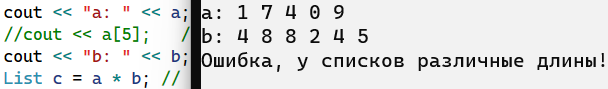 cout << "a: " << a;
//cout << a[5]; /
cout << "b: " << b;
List c = a * b; //
a: 1 7 4 0 9
b: 4 8 8 2 4 5
Ошибка, у списков различные длины!